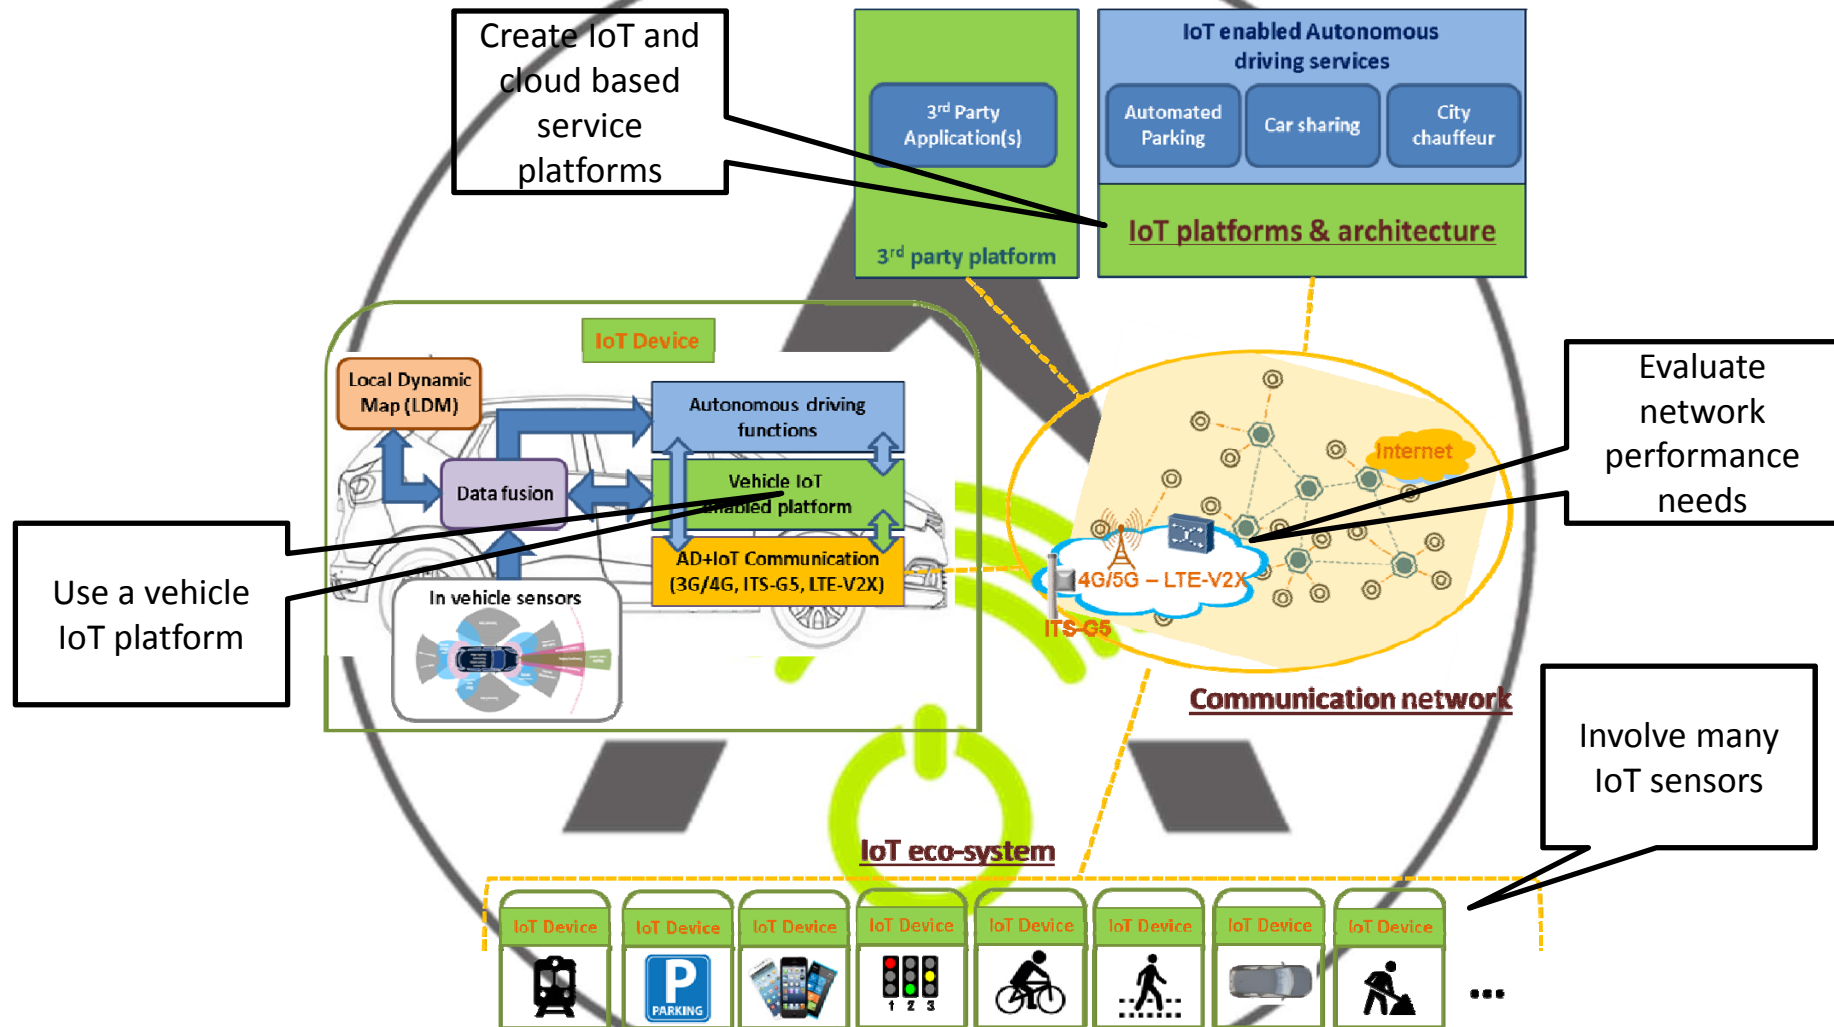 Create IoT and
cloud based
service
platforms
3rd Party
Application(s)
3rd party platform
IoT enabled Autonomous
driving services
Automated
Parking
Car sharing
City
chauffeur
IoT platforms & architecture
IoT Device
Local Dynamic
Map (LDM)
Autonomous driving
functions
Data fusion
Vehicle IoT
enabled platform
AD+IoT Communication
(3G/4G, ITS-G5, LTE-V2X)
In vehicle sensors
Use a vehicle
IoT platform
Internet
4G/5G – LTE-V2X
ITS-G5
Communication network
Evaluate
network
performance
needs
Involve many
IoT sensors
IoT eco-system
IoT Device
IoT Device
IoT Device
IoT Device
IoT Device
IoT Device
IoT Device
IoT Device
P
PARKING
1 2 3
...